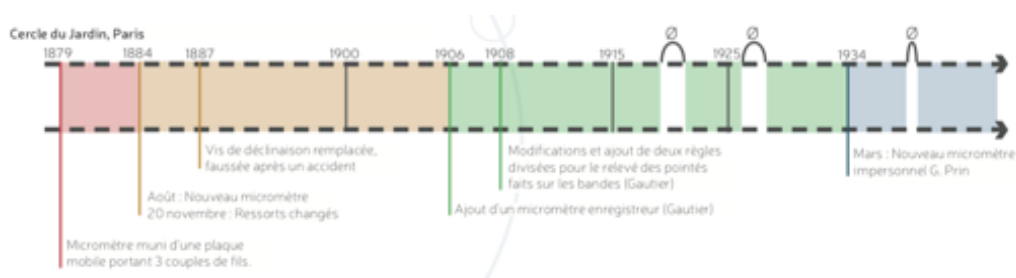 Cercle du Jardin, Paris
1879 1884 1887 1900 1906 1908 1915 Ø 1925 Ø 1934 Ø
Vis de déclinaison remplacée,
faussée après un accident
Modifications et ajout de deux règles
divisées pour le relevé des pointés
faits sur les bandes (Gautier)
Mars : Nouveau micromètre
impersonnel G. Prin
Août : Nouveau micromètre
20 novembre : Ressorts changés
Ajout d'un micromètre enregistreur (Gautier)
Micromètre muni d'une plaque
mobile portant 3 couples de fils.